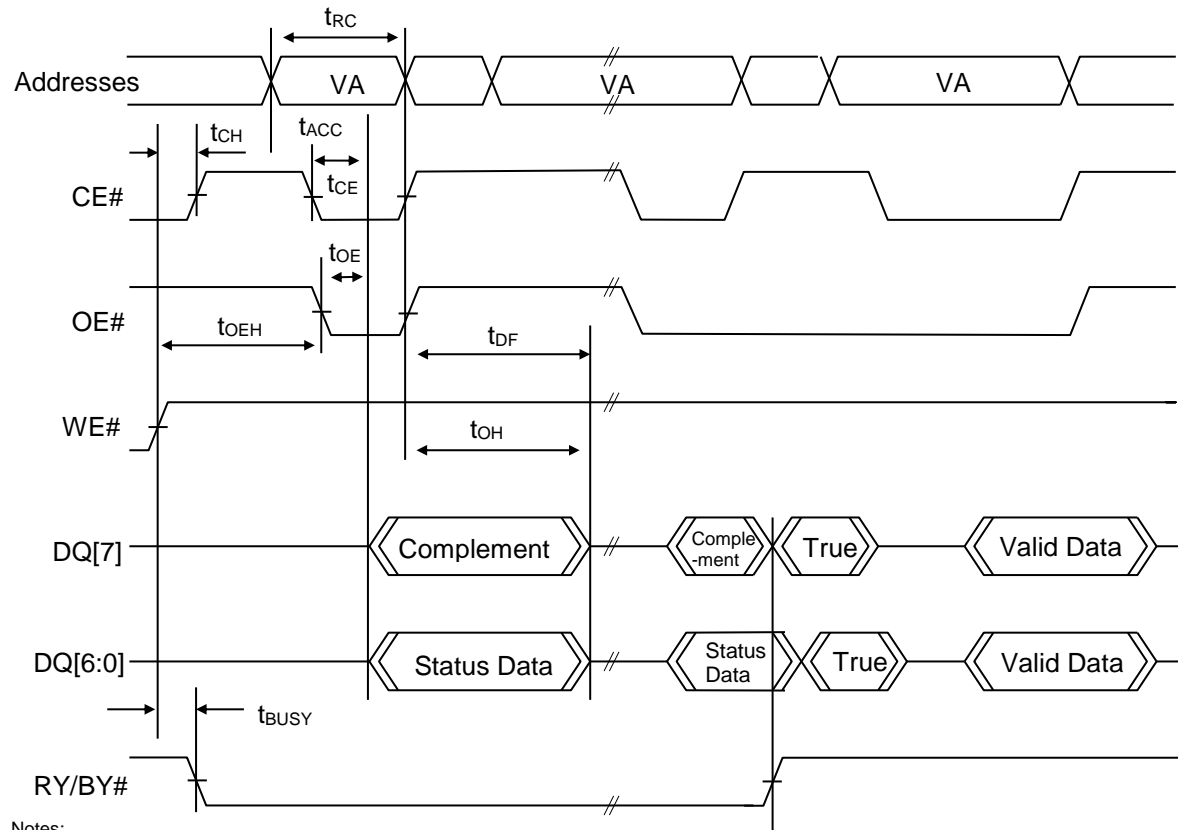 tRC
Addresses
VA
VA
VA
tCH
tACC
CE#
tCE
tOE
OE#
tOEH
tDF
WE#
tOH
DQ[7]
Complement
Comple
-ment
True
Valid Data
DQ[6:0]
Status Data
Status
Data
True
Valid Data
tBUSY
RY/BY#
Notes: